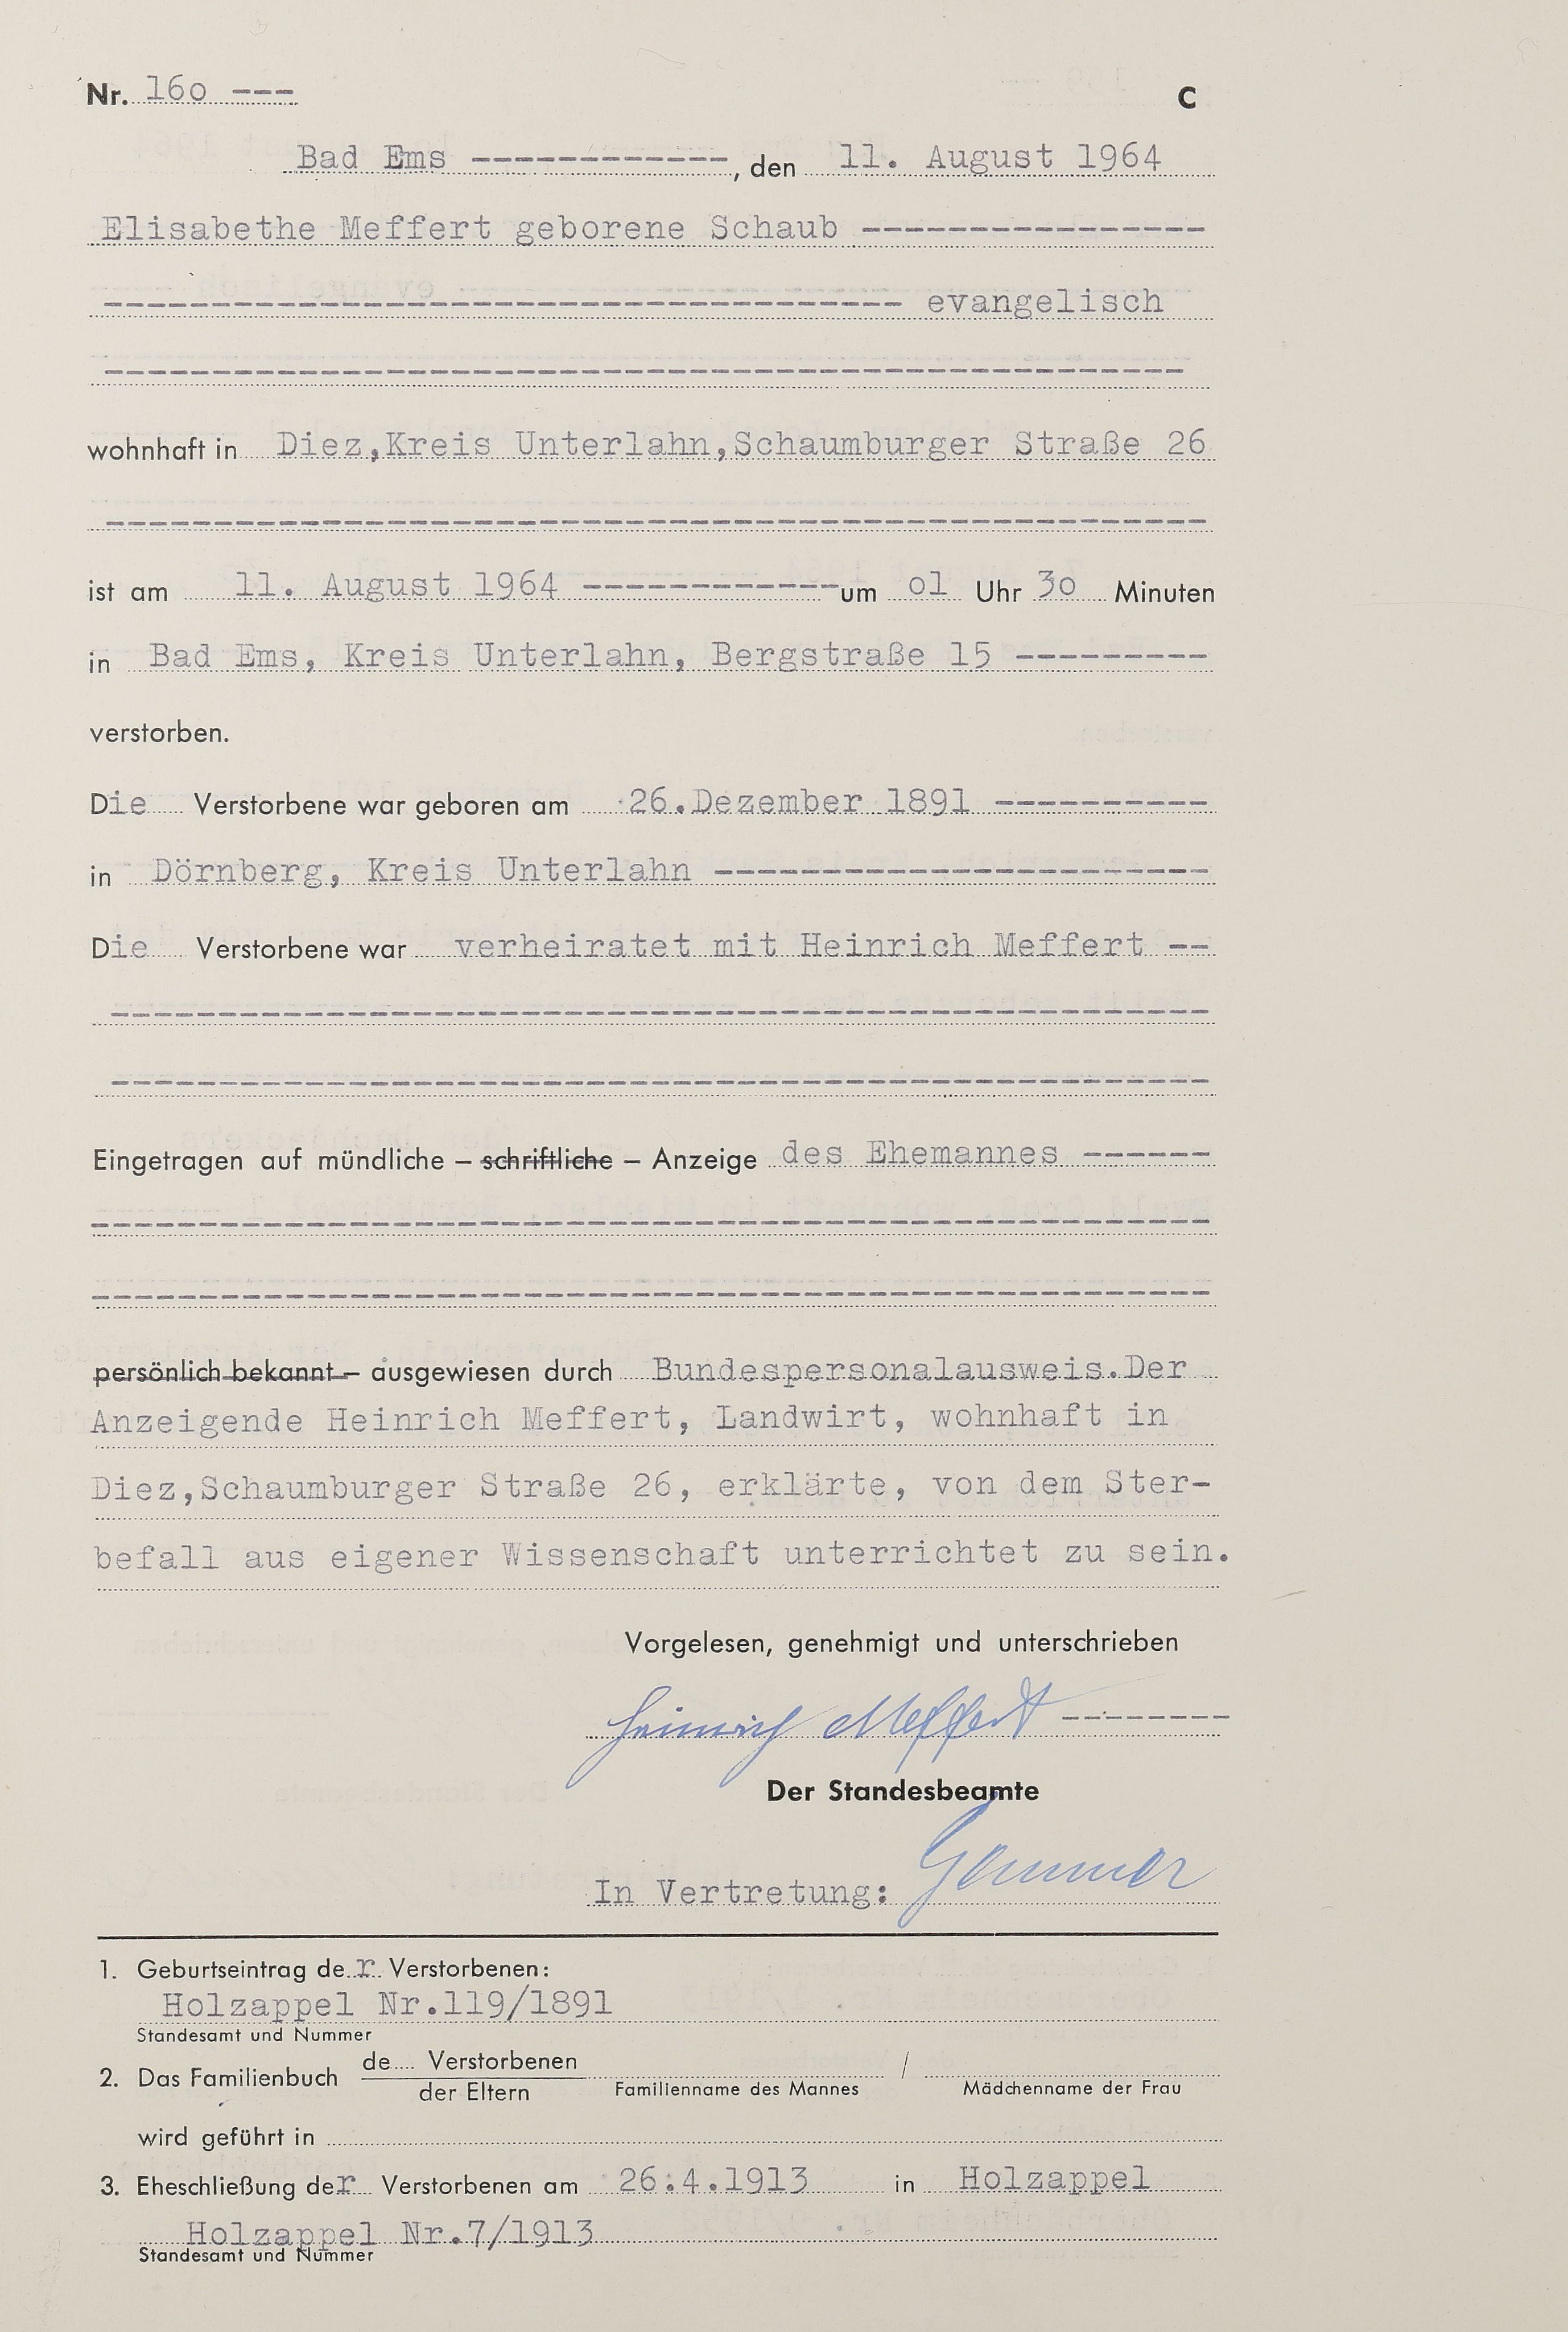 Nr. 16o --- C
Bad Ems ------------, den 11. August 1964
Elisabethe Meffert geborene Schaub ----------------
------------------------------------- evangelisch
--------------------------------------------------
wohnhaft in Diez,Kreis Unterlahn,Schaumburger Straße 26
---------------------------------------------------
ist am 11. August 1964 ------------ um o1 Uhr 3o Minuten
in Bad Ems, Kreis Unterlahn, Bergstraße 15 ---------
verstorben.
Die Verstorbene war geboren am 26.Dezember 1891 ----------
in Dörnberg, Kreis Unterlahn -----------------------
Die Verstorbene war verheiratet mit Heinrich Meffert --
---------------------------------------------------
---------------------------------------------------
Eingetragen auf mündliche – schriftliche – Anzeige des Ehemannes ------
----------------------------------------------------
----------------------------------------------------
persönlich bekannt – ausgewiesen durch Bundespersonalausweis.Der
Anzeigende Heinrich Meffert, Landwirt, wohnhaft in
Diez,Schaumburger Straße 26, erklärte, von dem Ster-
befall aus eigener Wissenschaft unterrichtet zu sein.
Vorgelesen, genehmigt und unterschrieben
Heinrich Meffert --------
Der Standesbeamte
In Vertretung:
1. Geburtseintrag der Verstorbenen:
Holzappel Nr.119/1891
Standesamt und Nummer
de.... Verstorbenen /
2. Das Familienbuch
der Eltern Familienname des Mannes Mädchenname der Frau
wird geführt in
3. Eheschließung der Verstorbenen am 26.4.1913 in Holzappel
Holzappel Nr.7/1913
Standesamt und Nummer